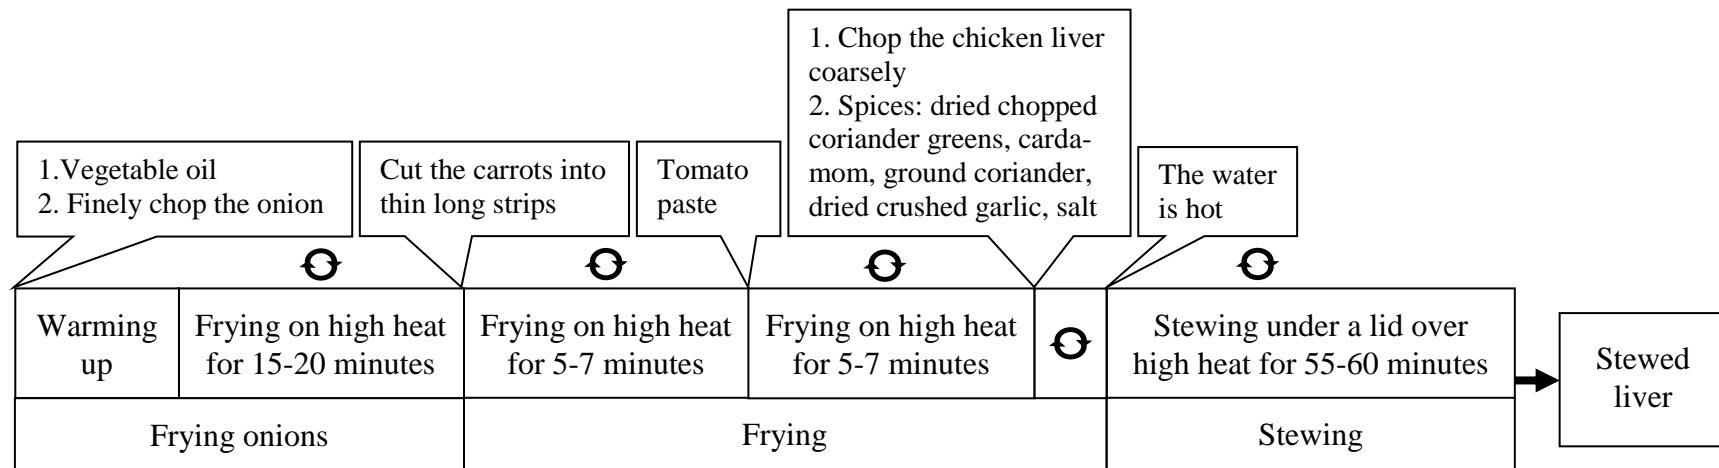 1.Vegetable oil
2. Finely chop the onion
Cut the carrots into
thin long strips
Tomato
paste
1. Chop the chicken liver
coarsely
2. Spices: dried chopped
coriander greens, carda-
mom, ground coriander,
dried crushed garlic, salt
The water
is hot
Warming
up
Frying on high heat
for 15-20 minutes
Frying on high heat
for 5-7 minutes
Frying on high heat
for 5-7 minutes
Stewing under a lid over
high heat for 55-60 minutes
Stewed
liver
Frying onions
Frying
Stewing